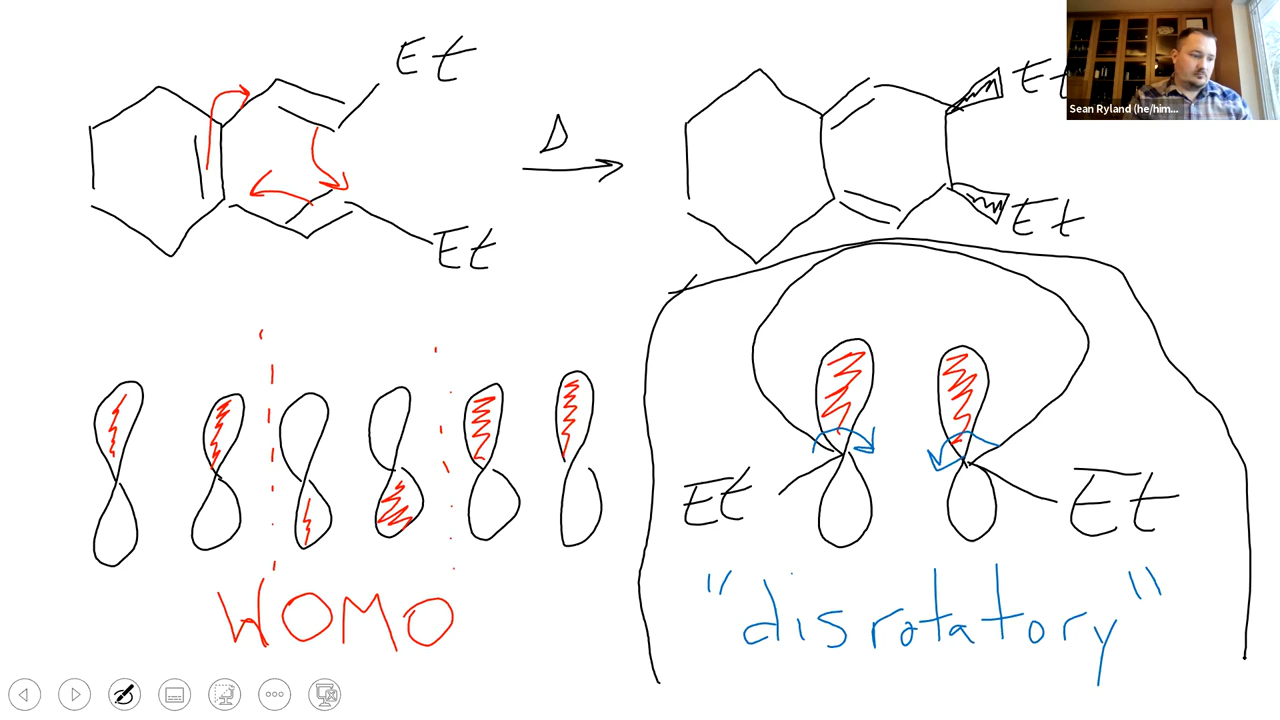 Et
Et
Δ
Et
Et
Sean Ryland (he/him...
Et
Et
WOMO
"disrotatory"